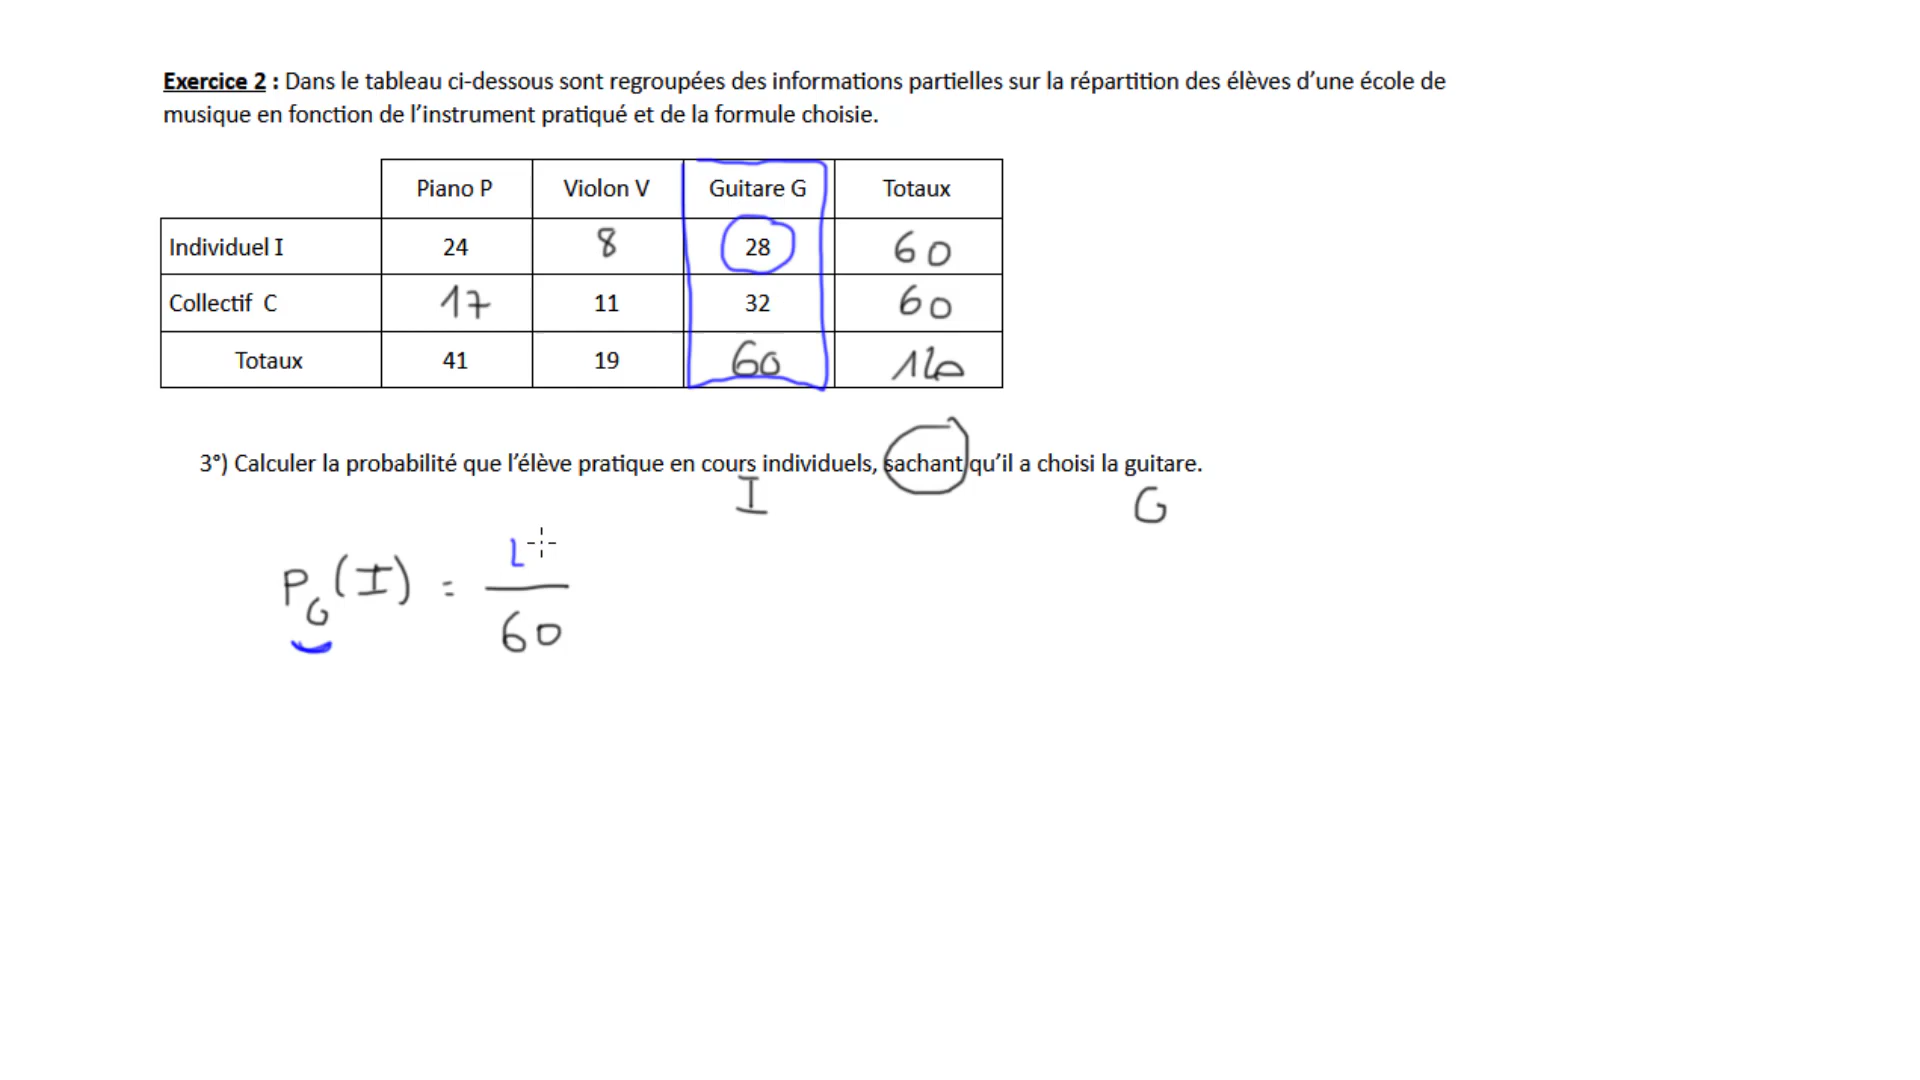 Exercice 2 : Dans le tableau ci-dessous sont regroupées des informations partielles sur la répartition des élèves d’une école de
musique en fonction de l’instrument pratiqué et de la formule choisie.
Piano P Violon V Guitare G Totaux
Individuel I 24 8 28 60
Collectif C 17 11 32 60
Totaux 41 19 60 120
3°) Calculer la probabilité que l’élève pratique en cours individuels, sachant qu’il a choisi la guitare.
I G
P_G(I) = 2/60